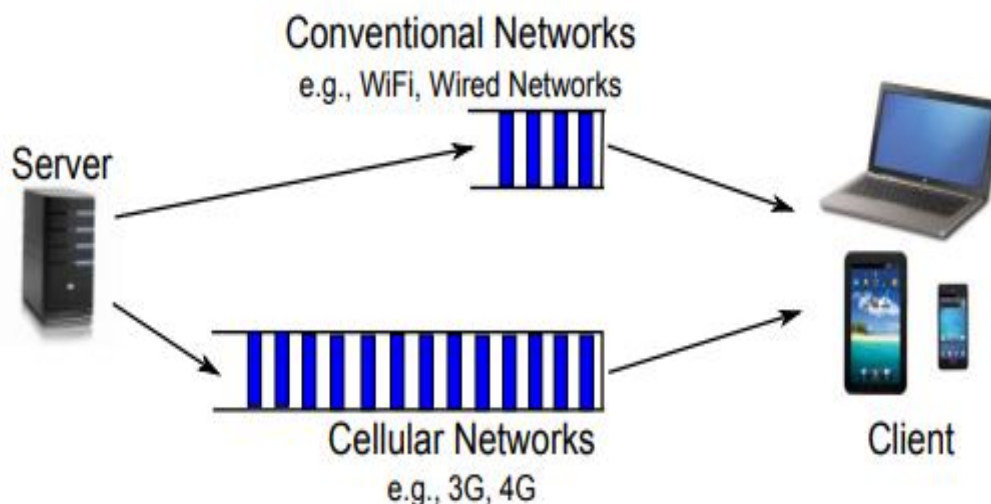 Conventional Networks
e.g., WiFi, Wired Networks
Server
Cellular Networks
e.g., 3G, 4G
Client